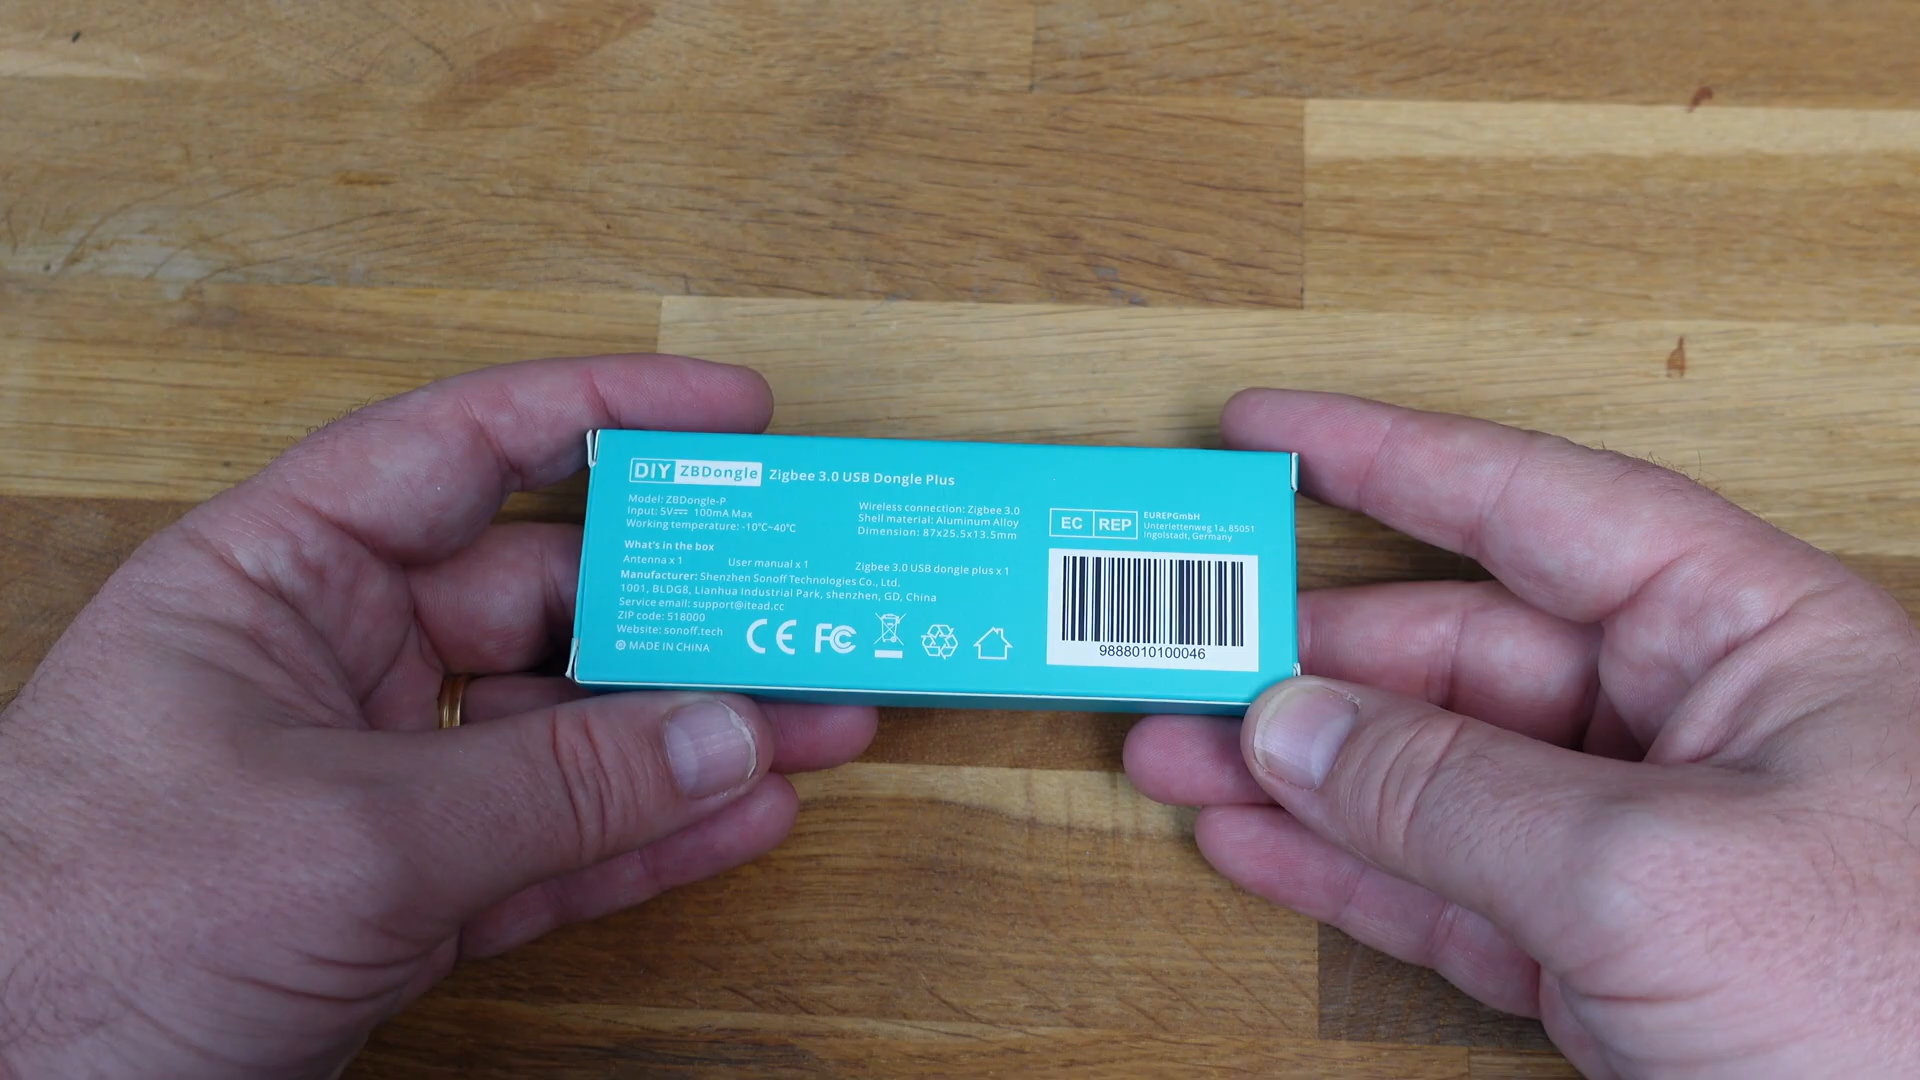 DIY ZBDongle Zigbee 3.0 USB Dongle Plus
Model: ZBDongle-P
Input: 5V⎓ 100mA Max
Working temperature: -10℃~40℃
Wireless connection: Zigbee 3.0
Shell material: Aluminum Alloy
Dimension: 87x25.5x13.5mm
What's in the box
Antenna x 1 User manual x 1 Zigbee 3.0 USB dongle plus x 1
Manufacturer: Shenzhen Sonoff Technologies Co., Ltd.
1001, BLDG8, Lianhua Industrial Park, shenzhen, GD, China
Service email: support@itead.cc
ZIP code: 518000
Website: sonoff.tech
MADE IN CHINA
CE FC
EC REP
EUREPGmbH
Unterlettenweg 1a, 85051
Ingolstadt, Germany
9888010100046